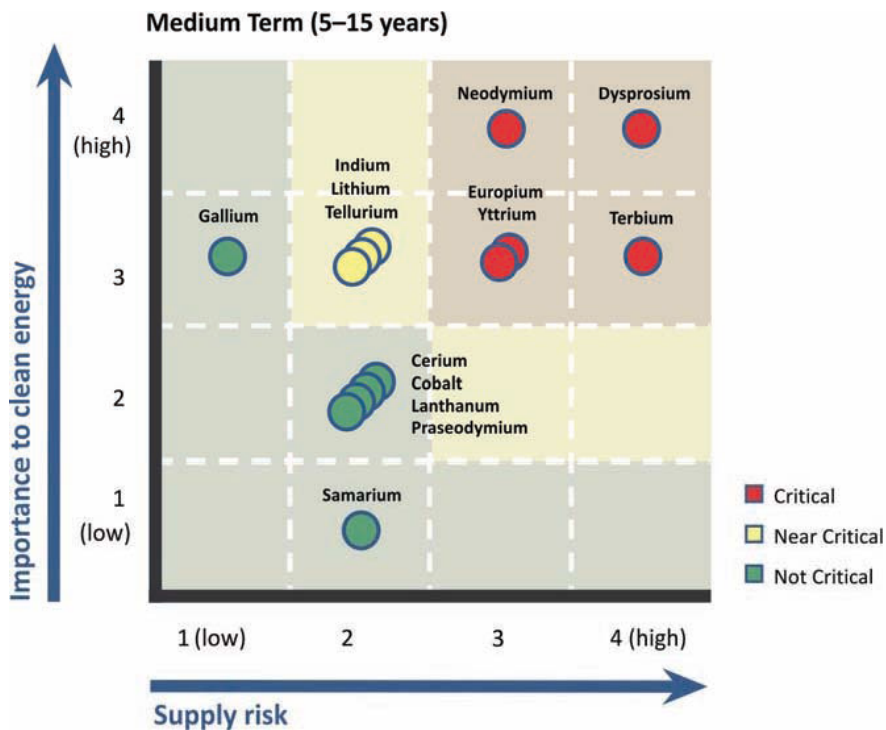 Medium Term (5–15 years)
Importance to clean energy
4
(high)
3
2
1
(low)
Neodymium
Dysprosium
Indium
Lithium
Tellurium
Gallium
Europium
Yttrium
Terbium
Cerium
Cobalt
Lanthanum
Praseodymium
Samarium
Critical
Near Critical
Not Critical
1 (low)
2
3
4 (high)
Supply risk